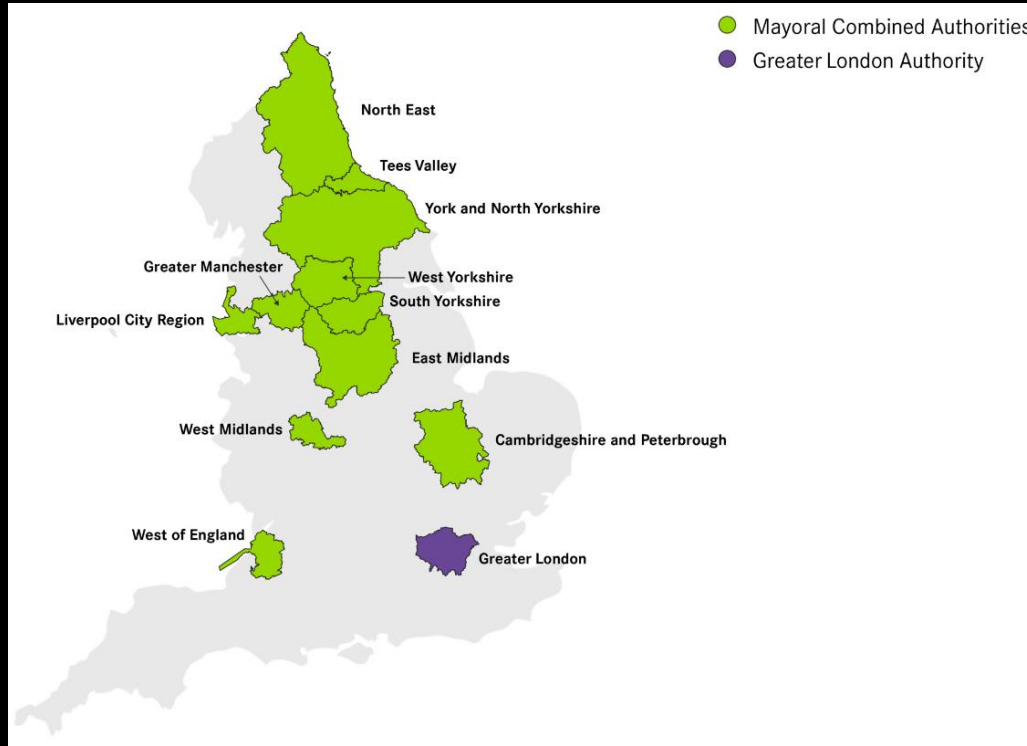 Mayoral Combined Authorities
Greater London Authority
North East
Tees Valley
York and North Yorkshire
Greater Manchester
West Yorkshire
South Yorkshire
Liverpool City Region
East Midlands
West Midlands
Cambridgeshire and Peterbrough
West of England
Greater London